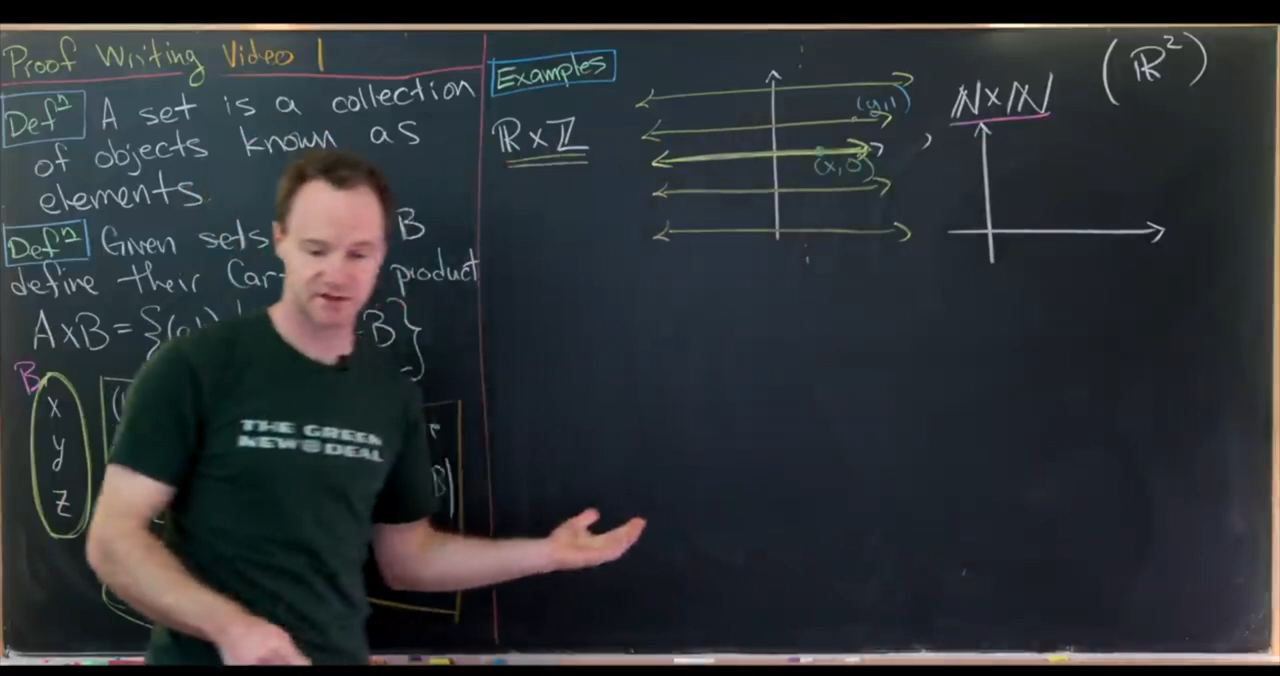 Proof Writing Video 1
Defⁿ A set is a collection
of objects known as
elements.
Defⁿ Given sets B
define their Car- product
A×B={(a,b) B}
B
x
y
z
B)
Examples
ℝ×ℤ
(y,1)
(x,0)
,
ℕ×ℕ
(ℝ²)
THE GREEN
NEW DEAL